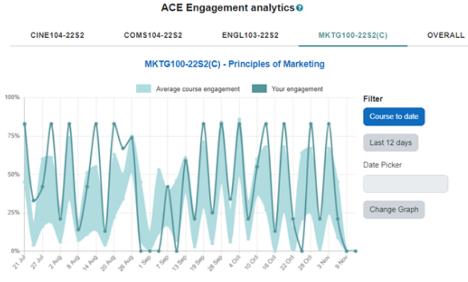 ACE Engagement analytics?
CINE104-22S2 COMS104-22S2 ENGL103-22S2 MKTG100-22S2(C) OVERALL
MKTG100-22S2(C) - Principles of Marketing
Average course engagement Your engagement
Filter
Course to date
Last 12 days
Date Picker
Change Graph
100%
75%
50%
25%
0%
21 Jul 27 Jul 2 Aug 8 Aug 14 Aug 20 Aug 26 Aug 1 Sep 7 Sep 13 Sep 19 Sep 22 Sep 28 Sep 4 Oct 10 Oct 16 Oct 22 Oct 28 Oct 3 Nov 9 Nov